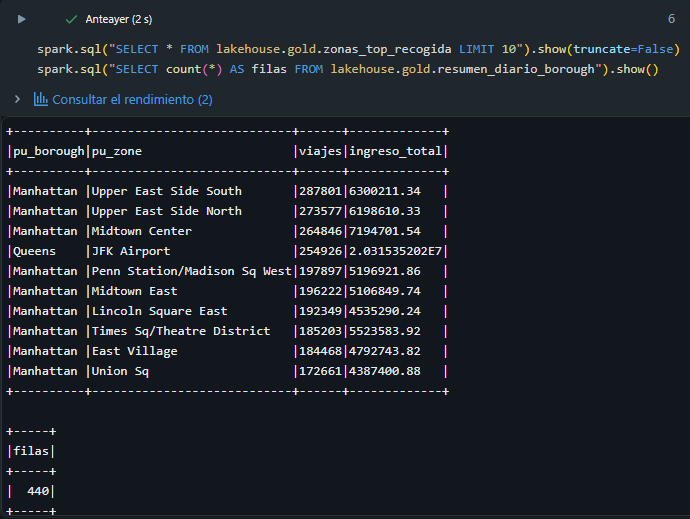 Anteayer (2 s)
6
spark.sql("SELECT * FROM lakehouse.gold.zonas_top_recogida LIMIT 10").show(truncate=False)
spark.sql("SELECT count(*) AS filas FROM lakehouse.gold.resumen_diario_borough").show()
Consultar el rendimiento (2)
+----------+---------------------------+------+-------------+
|pu_borough|pu_zone                    |viajes|ingreso_total|
+----------+---------------------------+------+-------------+
|Manhattan |Upper East Side South      |287801|6300211.34   |
|Manhattan |Upper East Side North      |273577|6198610.33   |
|Manhattan |Midtown Center             |264846|7194701.54   |
|Queens    |JFK Airport                |254926|2.031535202E7|
|Manhattan |Penn Station/Madison Sq West|197897|5196921.86   |
|Manhattan |Midtown East               |196222|5106849.74   |
|Manhattan |Lincoln Square East        |192349|4535290.24   |
|Manhattan |Times Sq/Theatre District  |185203|5523583.92   |
|Manhattan |East Village               |184468|4792743.82   |
|Manhattan |Union Sq                   |172661|4387400.88   |
+----------+---------------------------+------+-------------+
+-----+
|filas|
+-----+
|  440|
+-----+